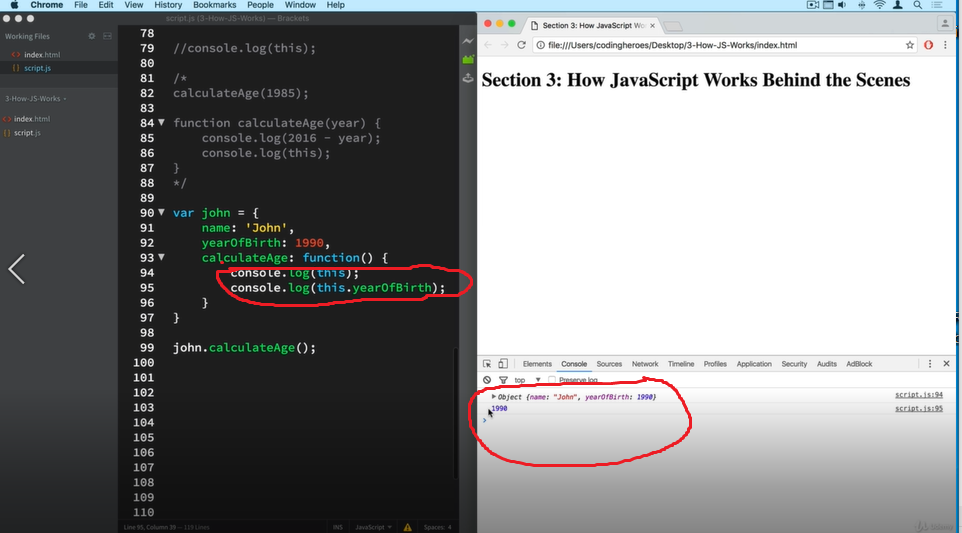 Chrome File Edit View History Bookmarks People Window Help
script.js (3-How-JS-Works) — Brackets
Working Files
index.html
script.js
3-How-JS-Works
index.html
script.js
78
79 //console.log(this);
80
81 /*
82 calculateAge(1985);
83
84 function calculateAge(year) {
85 console.log(2016 - year);
86 console.log(this);
87 }
88 */
89
90 var john = {
91 name: 'John',
92 yearOfBirth: 1990,
93 calculateAge: function() {
94 console.log(this);
95 console.log(this.yearOfBirth);
96 }
97 }
98
99 john.calculateAge();
100
101
102
103
104
105
106
107
108
109
110
Line 95, Column 39 — 119 Lines
INS JavaScript Spaces: 4
Section 3: How JavaScript Wo
file:///Users/codingheroes/Desktop/3-How-JS-Works/index.html
Section 3: How JavaScript Works Behind the Scenes
Elements Console Sources Network Timeline Profiles Application Security Audits AdBlock
top Preserve log
Object {name: "John", yearOfBirth: 1990} script.js:94
1990 script.js:95